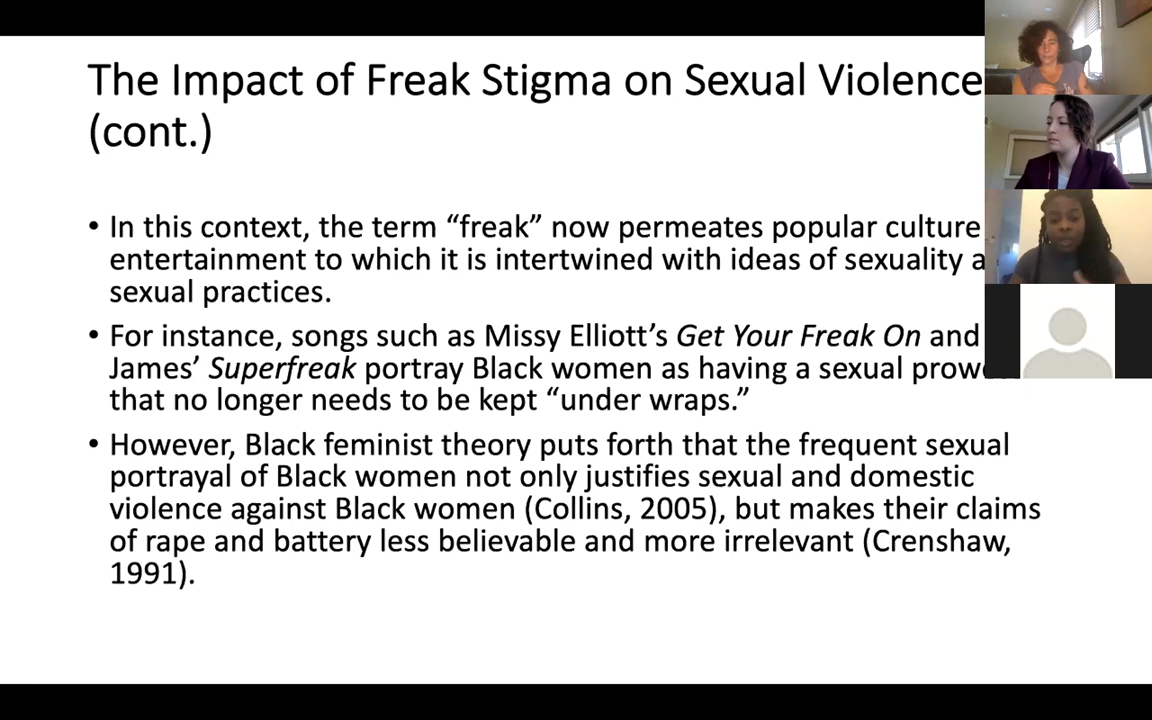 The Impact of Freak Stigma on Sexual Violence
(cont.)
• In this context, the term “freak” now permeates popular culture
entertainment to which it is intertwined with ideas of sexuality
sexual practices.
• For instance, songs such as Missy Elliott’s Get Your Freak On and
James’ Superfreak portray Black women as having a sexual
that no longer needs to be kept “under wraps.”
• However, Black feminist theory puts forth that the frequent sexual
portrayal of Black women not only justifies sexual and domestic
violence against Black women (Collins, 2005), but makes their claims
of rape and battery less believable and more irrelevant (Crenshaw,
1991).